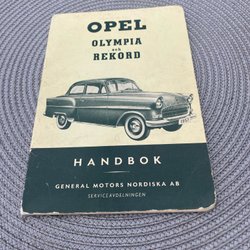 OPEL
OLYMPIA och
REKORD
HANDBOK
GENERAL MOTORS NORDISKA AB
SERVICEAVDELNINGEN